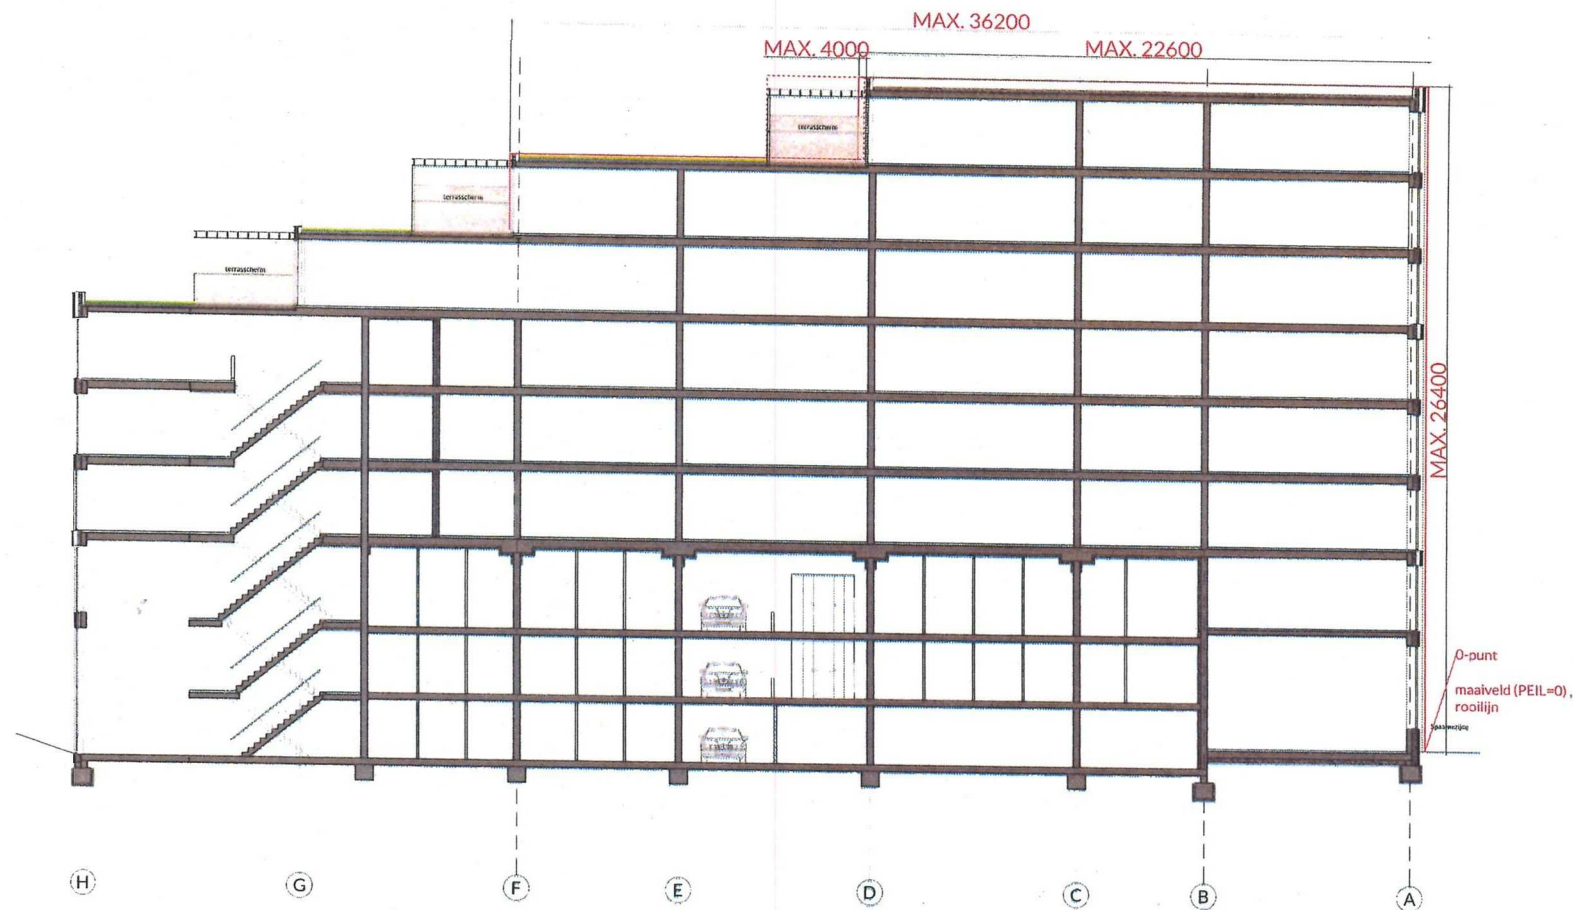 MAX. 36200
MAX. 4000
MAX. 22600
terrasscherm
terrasscherm
terrasscherm
MAX. 26400
0-punt
maaiveld (PEIL=0),
rooilijn
H
G
F
E
D
C
B
A